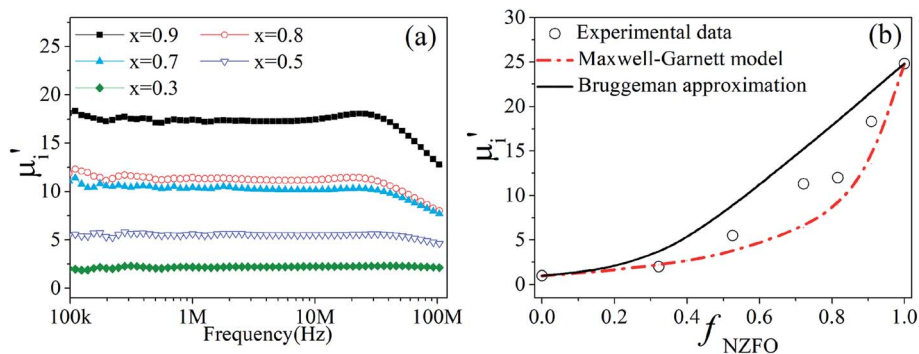 (a)
x=0.9 x=0.8
x=0.7 x=0.5
x=0.3
μi'
25
20
15
10
5
0
100k 1M 10M 100M
Frequency(Hz)
(b)
Experimental data
Maxwell-Garnett model
Bruggeman approximation
μi'
30
25
20
15
10
5
0
0.0 0.2 0.4 0.6 0.8 1.0
f NZFO